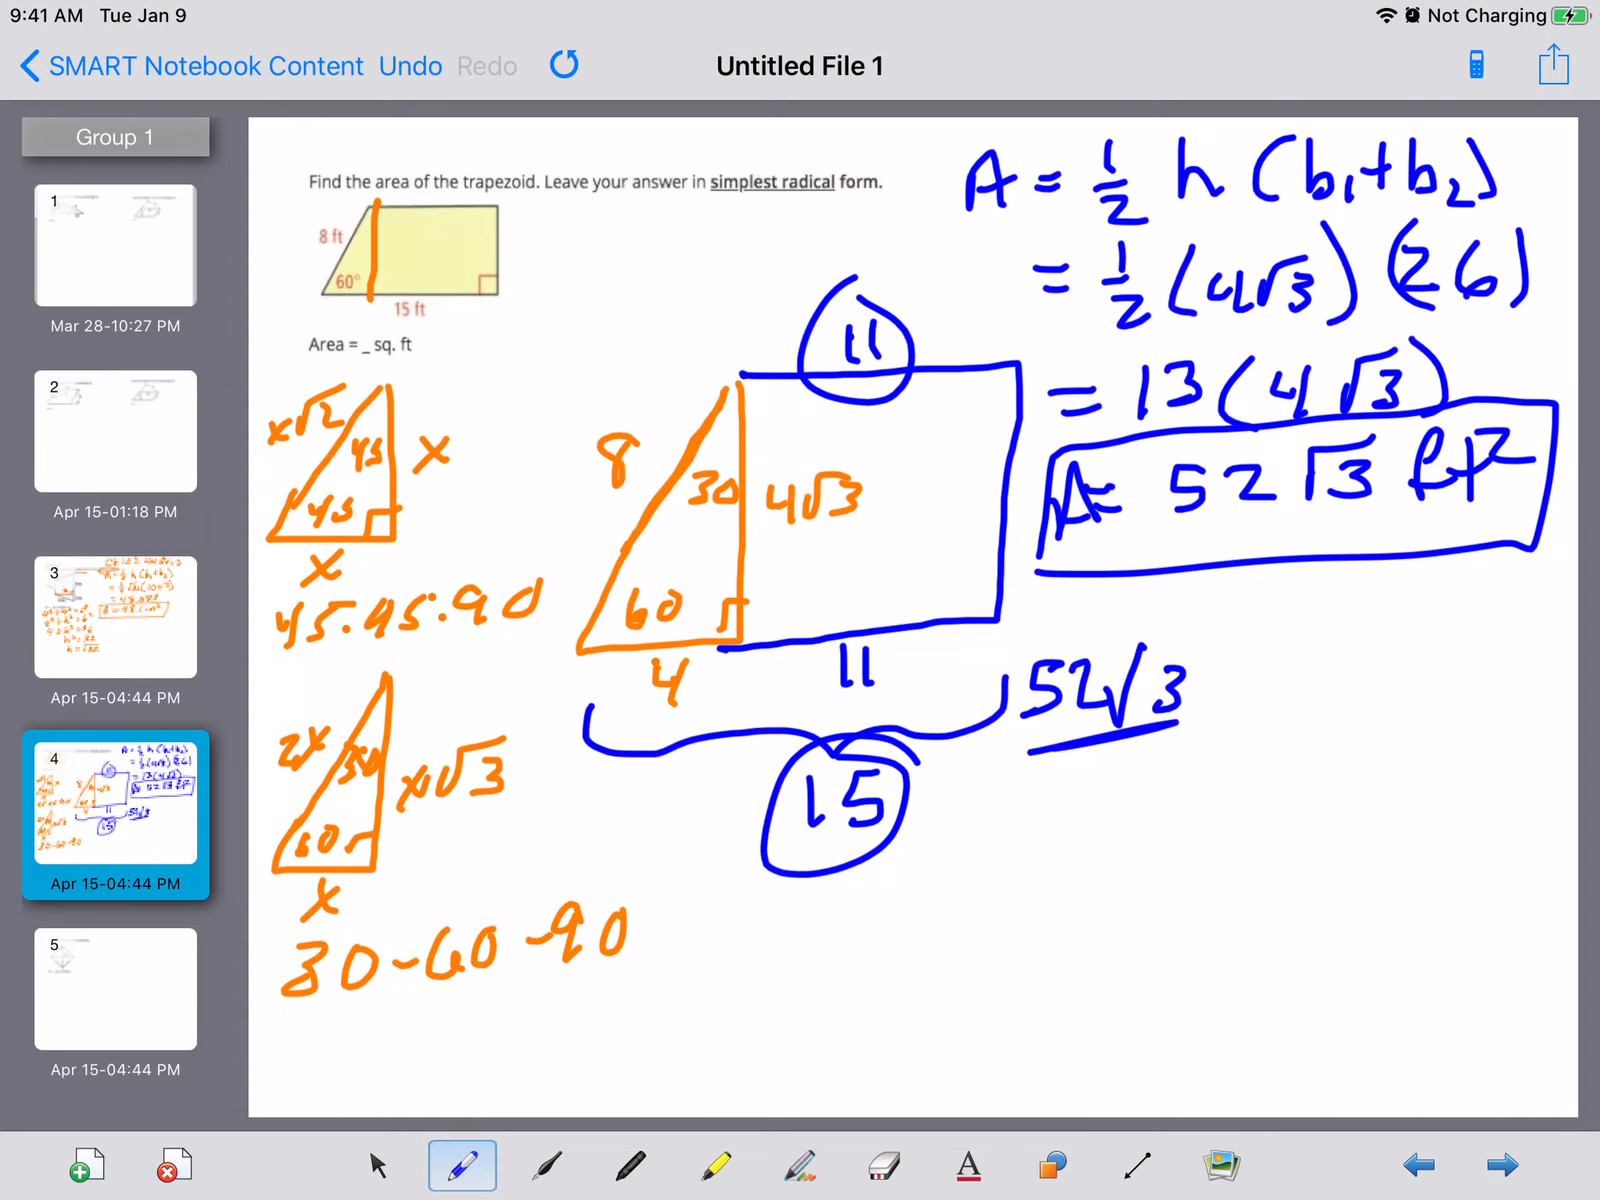 9:41 AM Tue Jan 9
Not Charging
SMART Notebook Content Undo Redo
Untitled File 1
Group 1
1
Mar 28-10:27 PM
2
Apr 15-01:18 PM
3
Apr 15-04:44 PM
4
Apr 15-04:44 PM
5
Apr 15-04:44 PM
Find the area of the trapezoid. Leave your answer in simplest radical form.
8 ft
60°
15 ft
Area = _ sq. ft
A = 1/2 h (b₁+b₂)
= 1/2 (4√3) (26)
= 13 (4√3)
A= 52√3 ft²
x√2
45
x
45
x
45.45.90
2x
30
x√3
60
x
30-60-90
11
8
30
4√3
60
4
11
15
52√3
A